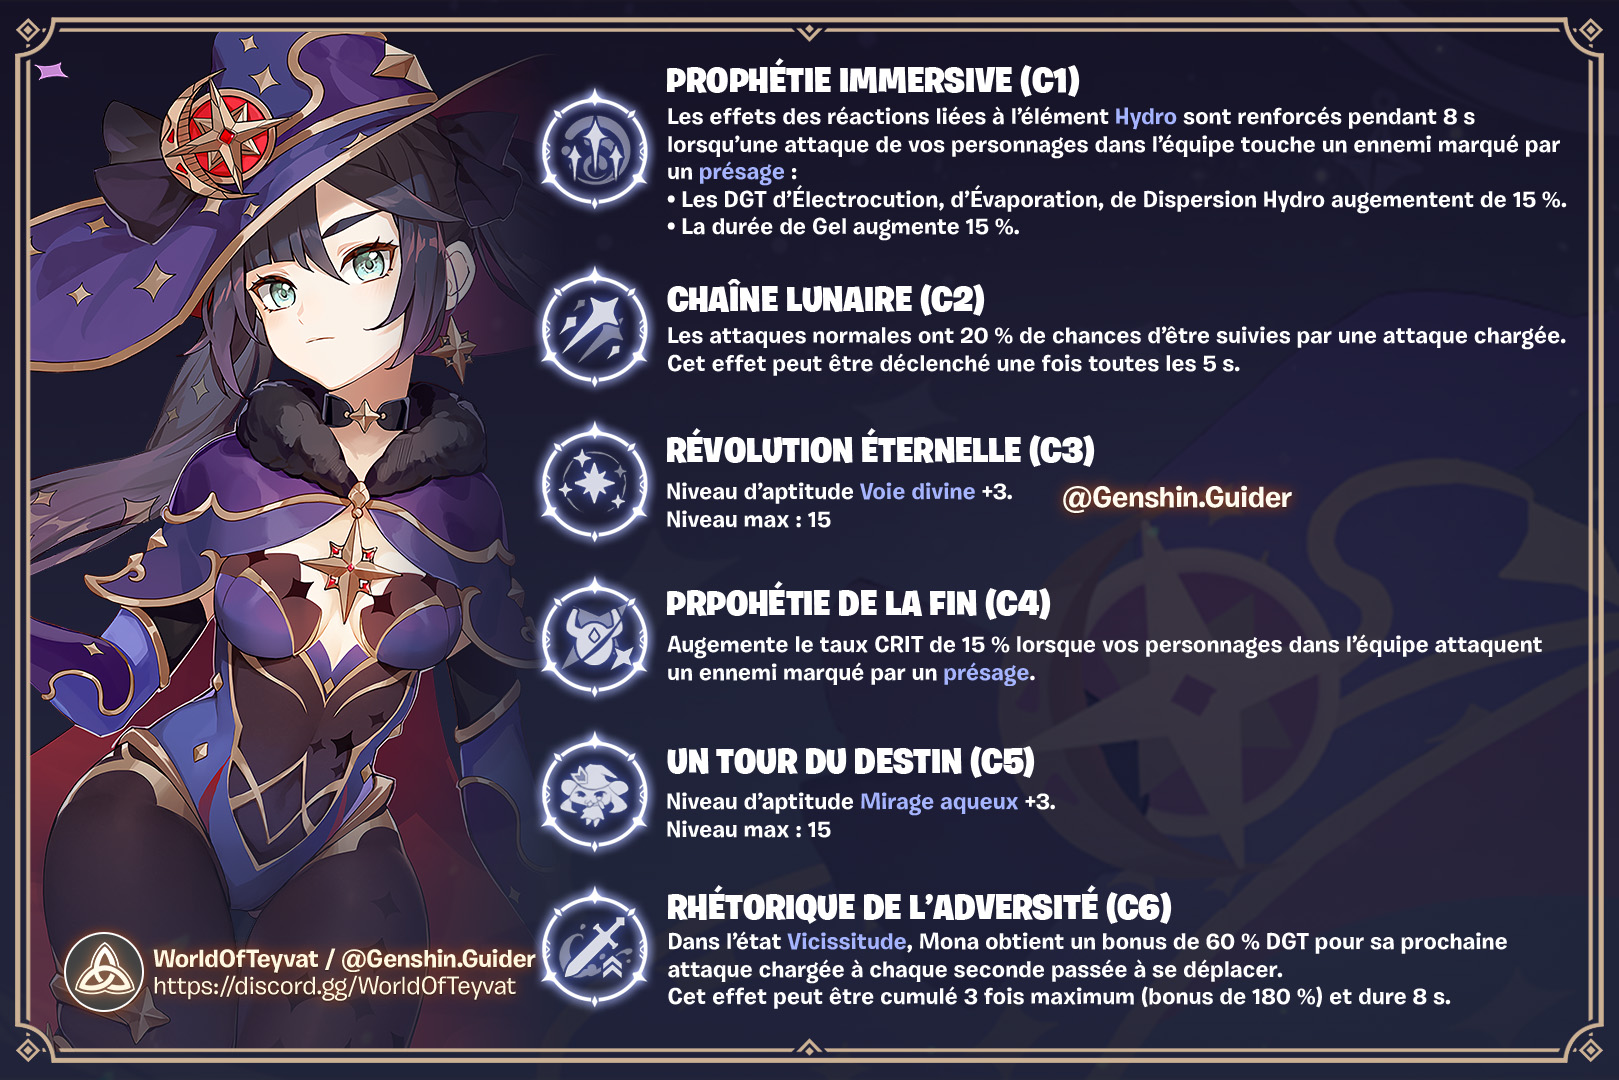 PROPHÉTIE IMMERSIVE (C1)
Les effets des réactions liées à l’élément Hydro sont renforcés pendant 8 s
lorsqu’une attaque de vos personnages dans l’équipe touche un ennemi marqué par
un présage :
• Les DGT d’Électrocution, d’Évaporation, de Dispersion Hydro augementent de 15 %.
• La durée de Gel augmente 15 %.
CHAÎNE LUNAIRE (C2)
Les attaques normales ont 20 % de chances d’être suivies par une attaque chargée.
Cet effet peut être déclenché une fois toutes les 5 s.
RÉVOLUTION ÉTERNELLE (C3)
Niveau d’aptitude Voie divine +3.
Niveau max : 15
@Genshin.Guider
PRPOHÉTIE DE LA FIN (C4)
Augemente le taux CRIT de 15 % lorsque vos personnages dans l’équipe attaquent
un ennemi marqué par un présage.
UN TOUR DU DESTIN (C5)
Niveau d’aptitude Mirage aqueux +3.
Niveau max : 15
RHÉTORIQUE DE L’ADVERSITÉ (C6)
Dans l’état Vicissitude, Mona obtient un bonus de 60 % DGT pour sa prochaine
attaque chargée à chaque seconde passée à se déplacer.
Cet effet peut être cumulé 3 fois maximum (bonus de 180 %) et dure 8 s.
WorldOfTeyvat / @Genshin.Guider
https://discord.gg/WorldOfTeyvat